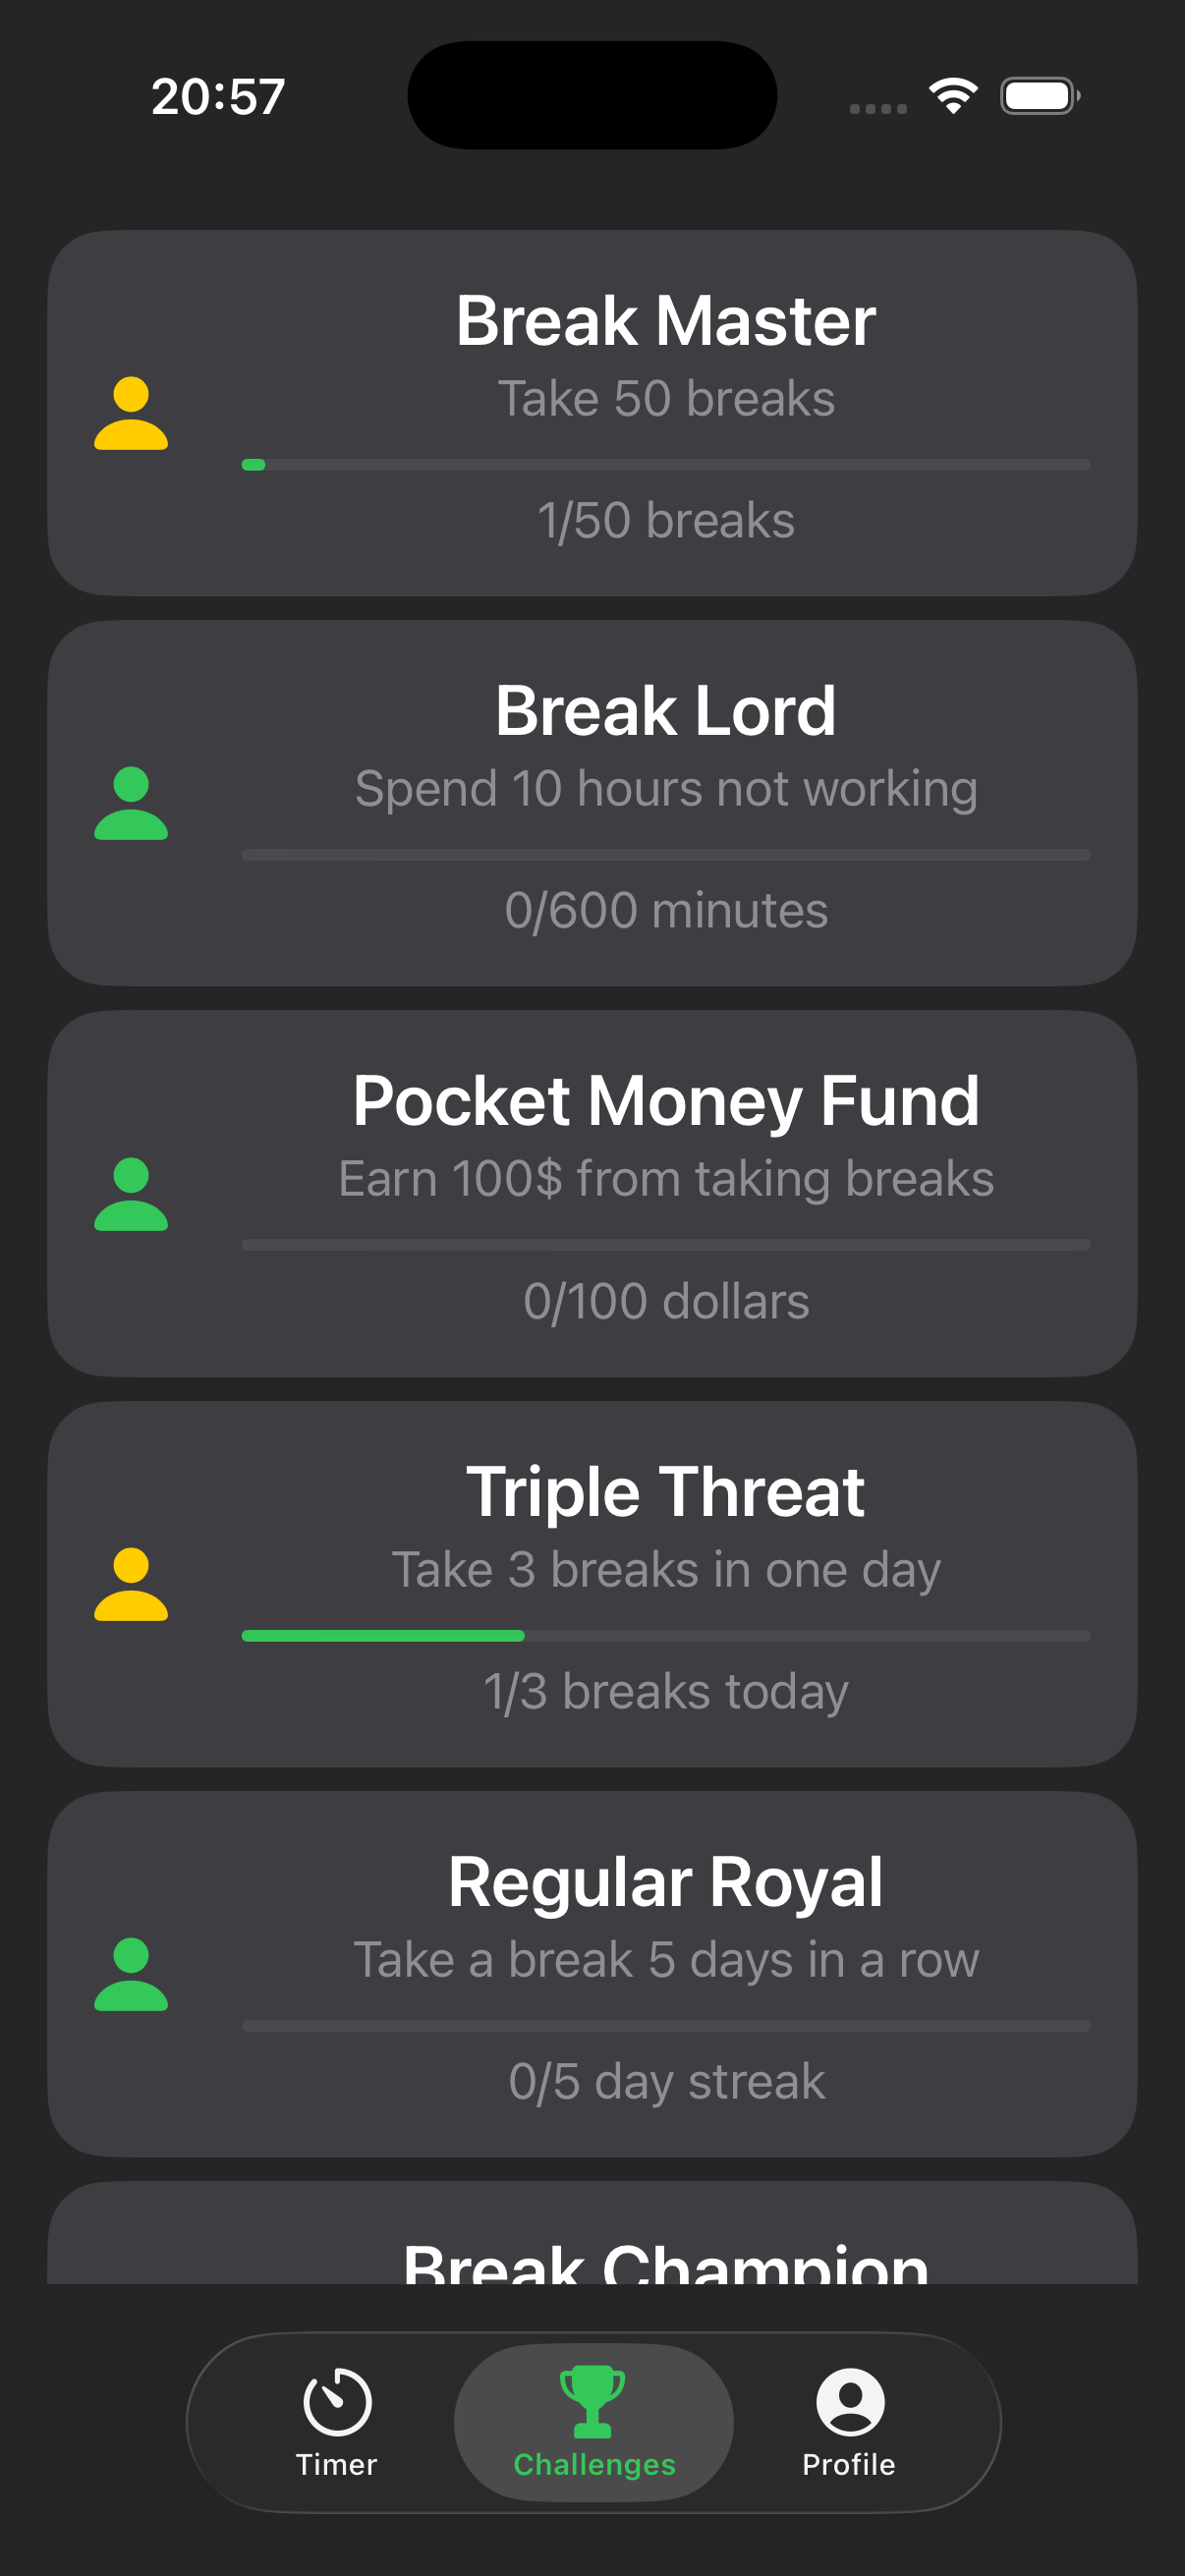 20:57
Break Master
Take 50 breaks
1/50 breaks
Break Lord
Spend 10 hours not working
0/600 minutes
Pocket Money Fund
Earn 100$ from taking breaks
0/100 dollars
Triple Threat
Take 3 breaks in one day
1/3 breaks today
Regular Royal
Take a break 5 days in a row
0/5 day streak
Break Champion
Timer
Challenges
Profile